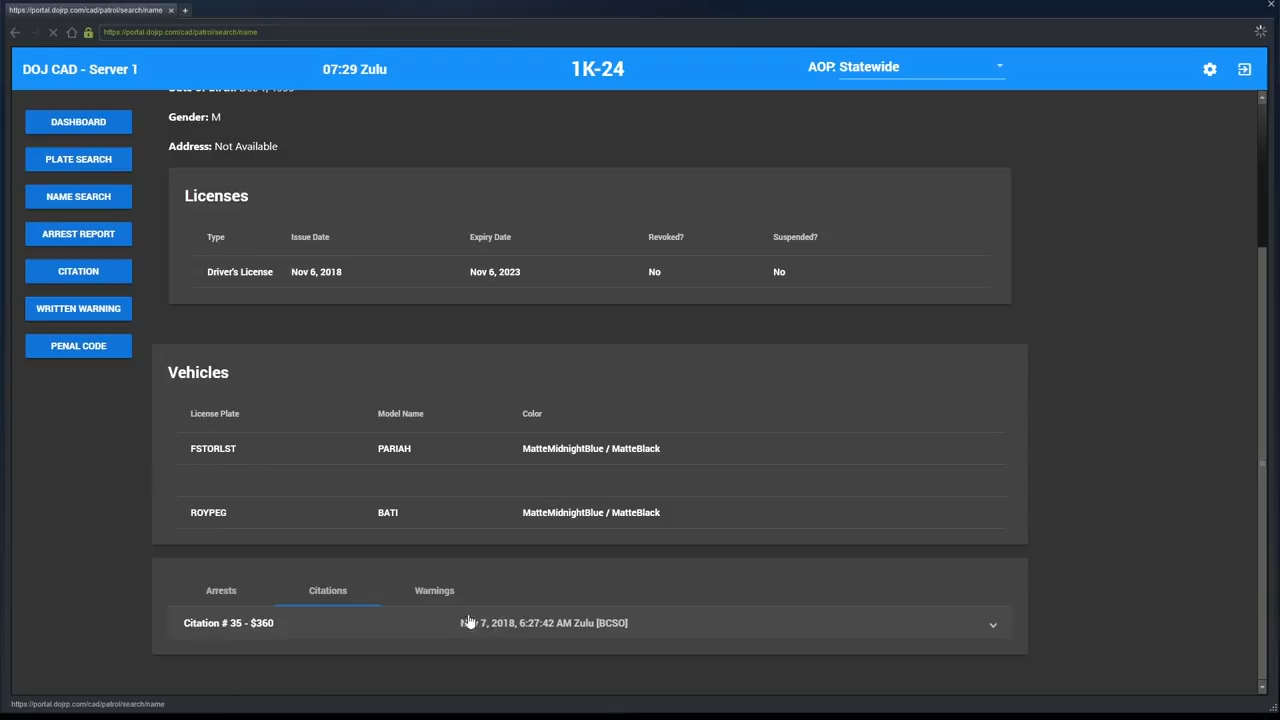 https://portal.dojrp.com/cad/patrol/search/name
https://portal.dojrp.com/cad/patrol/search/name
DOJ CAD - Server 1
07:29 Zulu
1K-24
AOP: Statewide
DASHBOARD
PLATE SEARCH
NAME SEARCH
ARREST REPORT
CITATION
WRITTEN WARNING
PENAL CODE
Gender: M
Address: Not Available
Licenses
Type Issue Date Expiry Date Revoked? Suspended?
Driver's License Nov 6, 2018 Nov 6, 2023 No No
Vehicles
License Plate Model Name Color
FSTORLST PARIAH MatteMidnightBlue / MatteBlack
ROYPEG BATI MatteMidnightBlue / MatteBlack
Arrests Citations Warnings
Citation # 35 - $360 7, 2018, 6:27:42 AM Zulu [BCSO]
https://portal.dojrp.com/cad/patrol/search/name